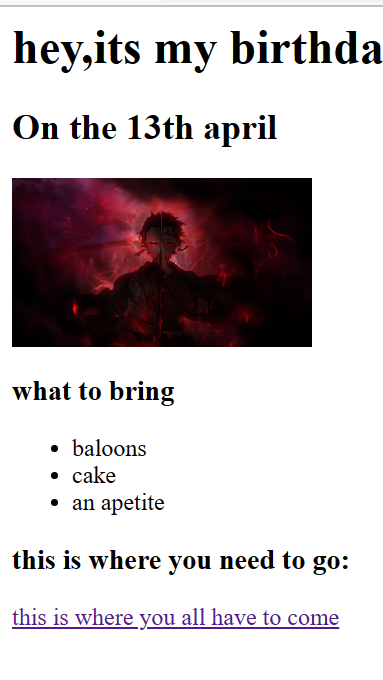 hey,its my birthda
On the 13th april
what to bring
baloons
cake
an apetite
this is where you need to go:
this is where you all have to come